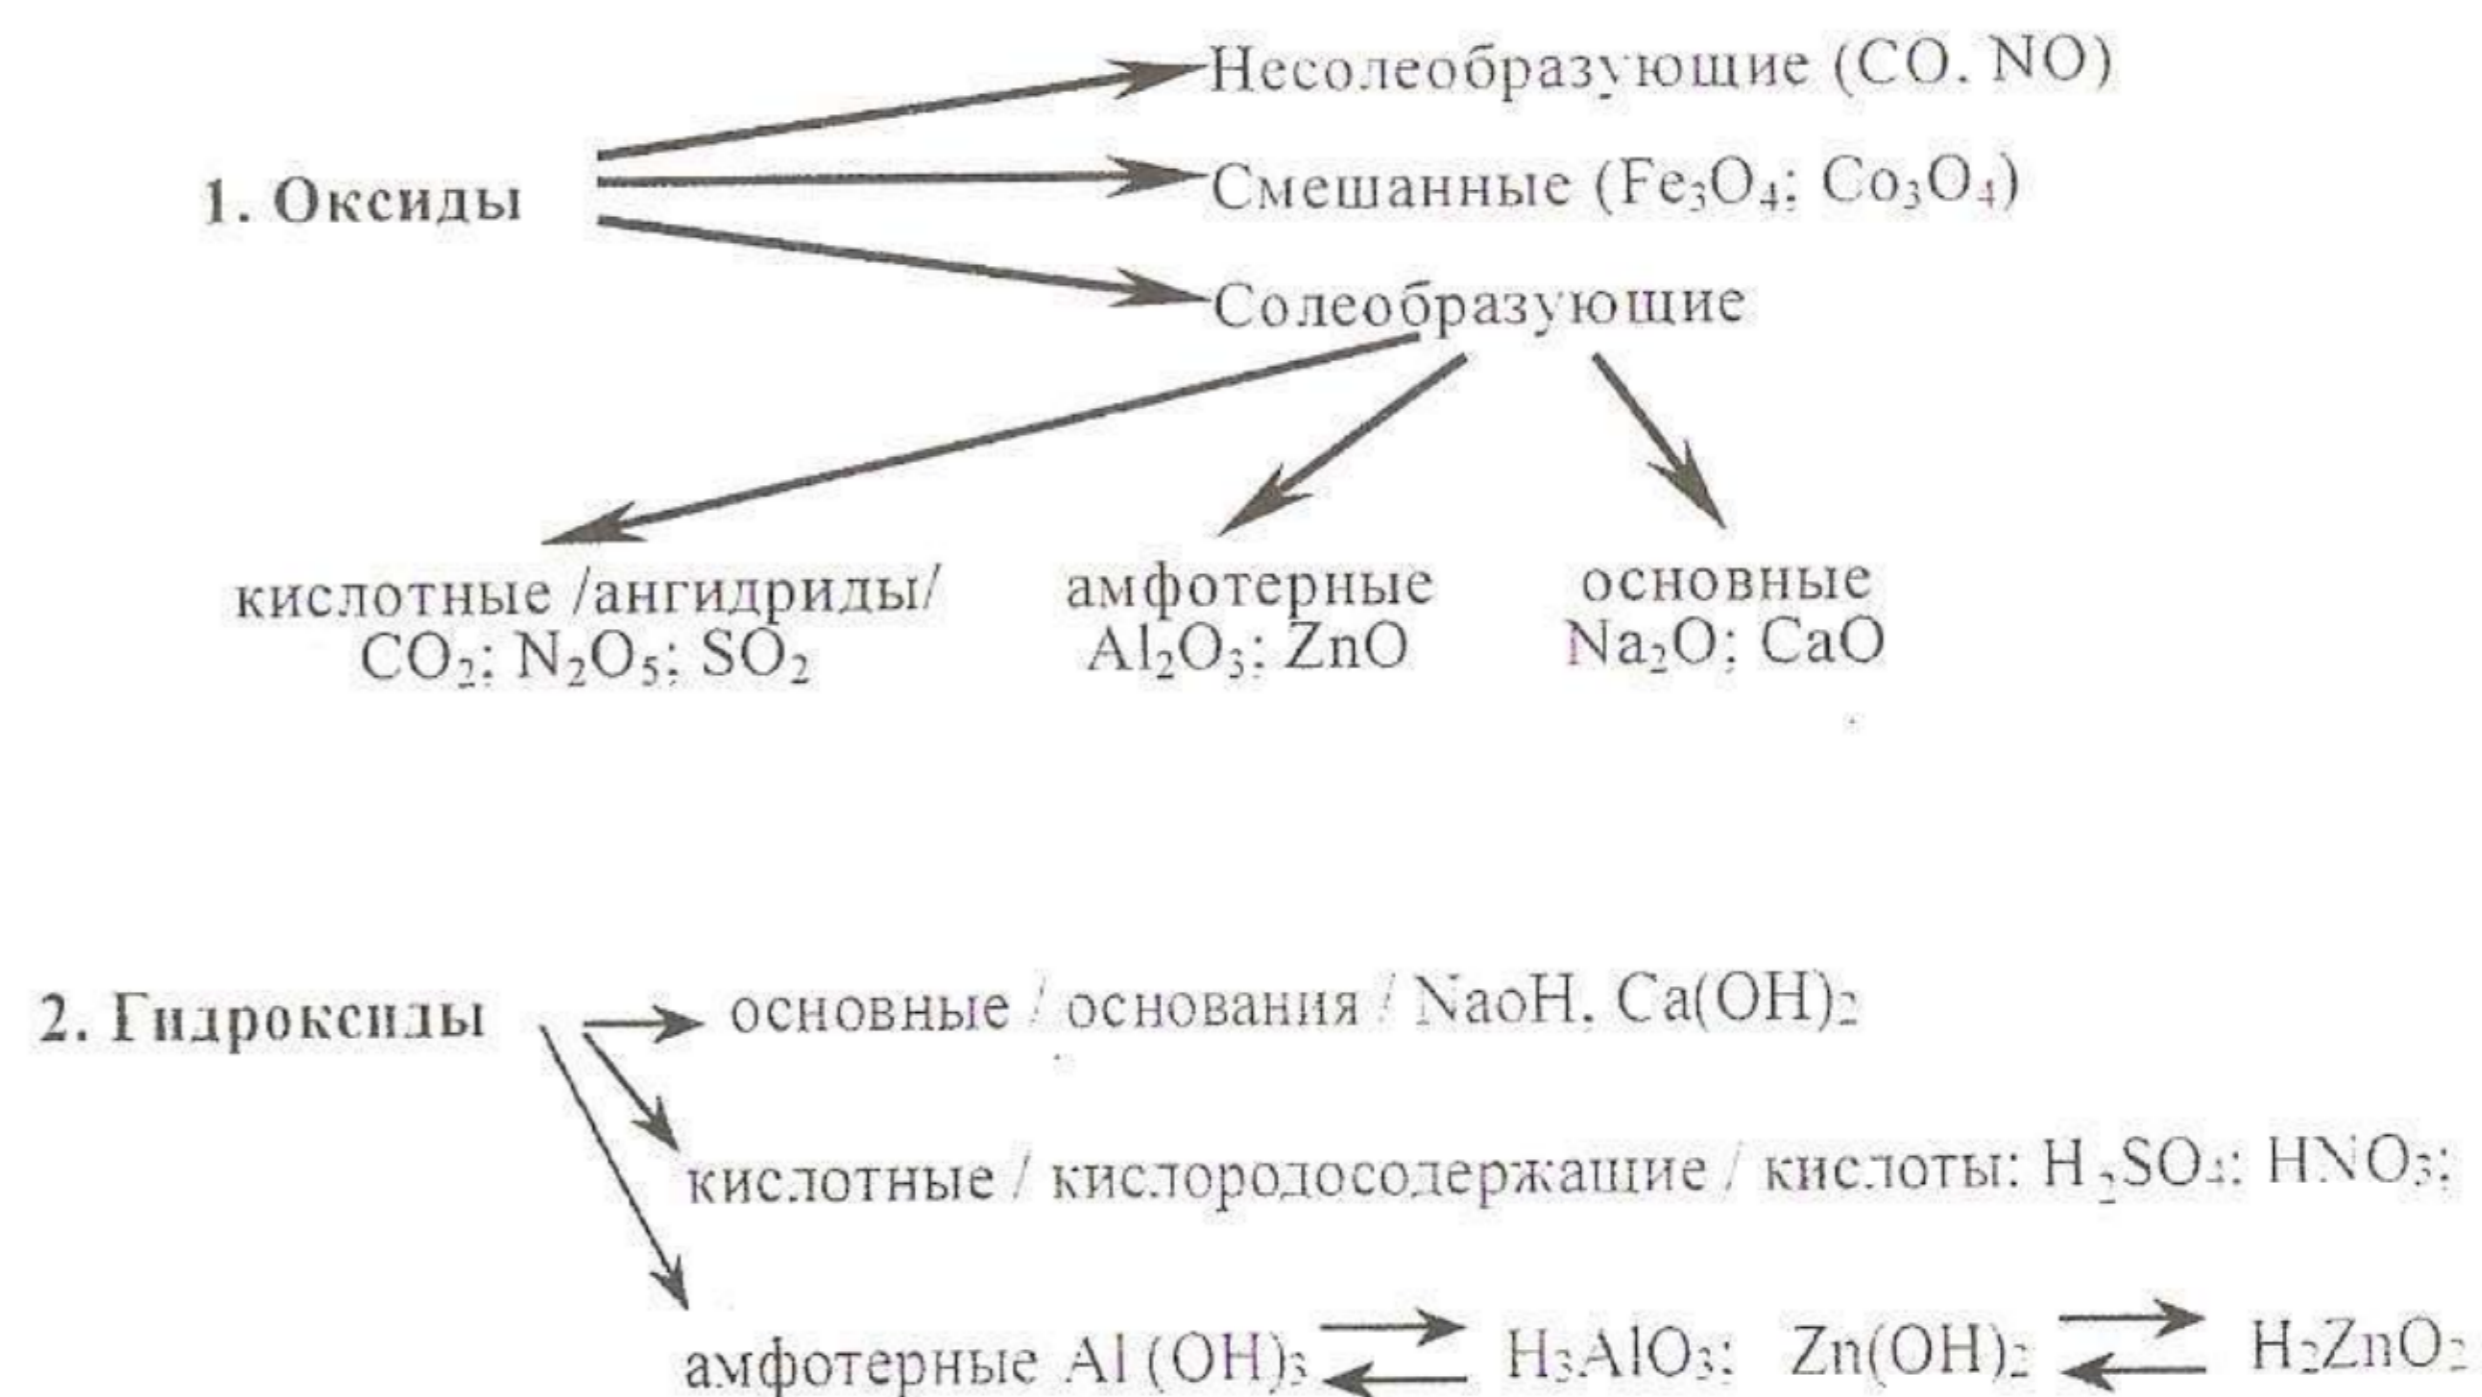 Несолеобразующие (CO. NO)
1. Оксиды
Смешанные (Fe₃O₄; Co₃O₄)
Солеобразующие
кислотные /ангидриды/
CO₂; N₂O₅; SO₂
амфотерные
Al₂O₃; ZnO
основные
Na₂O; CaO
2. Гидроксиды
основные / основания / NaoH, Ca(OH)₂
кислотные / кислородосодержащие / кислоты: H₂SO₄; HNO₃;
амфотерные Al (OH)₃ H₃AlO₃; Zn(OH)₂ H₂ZnO₂